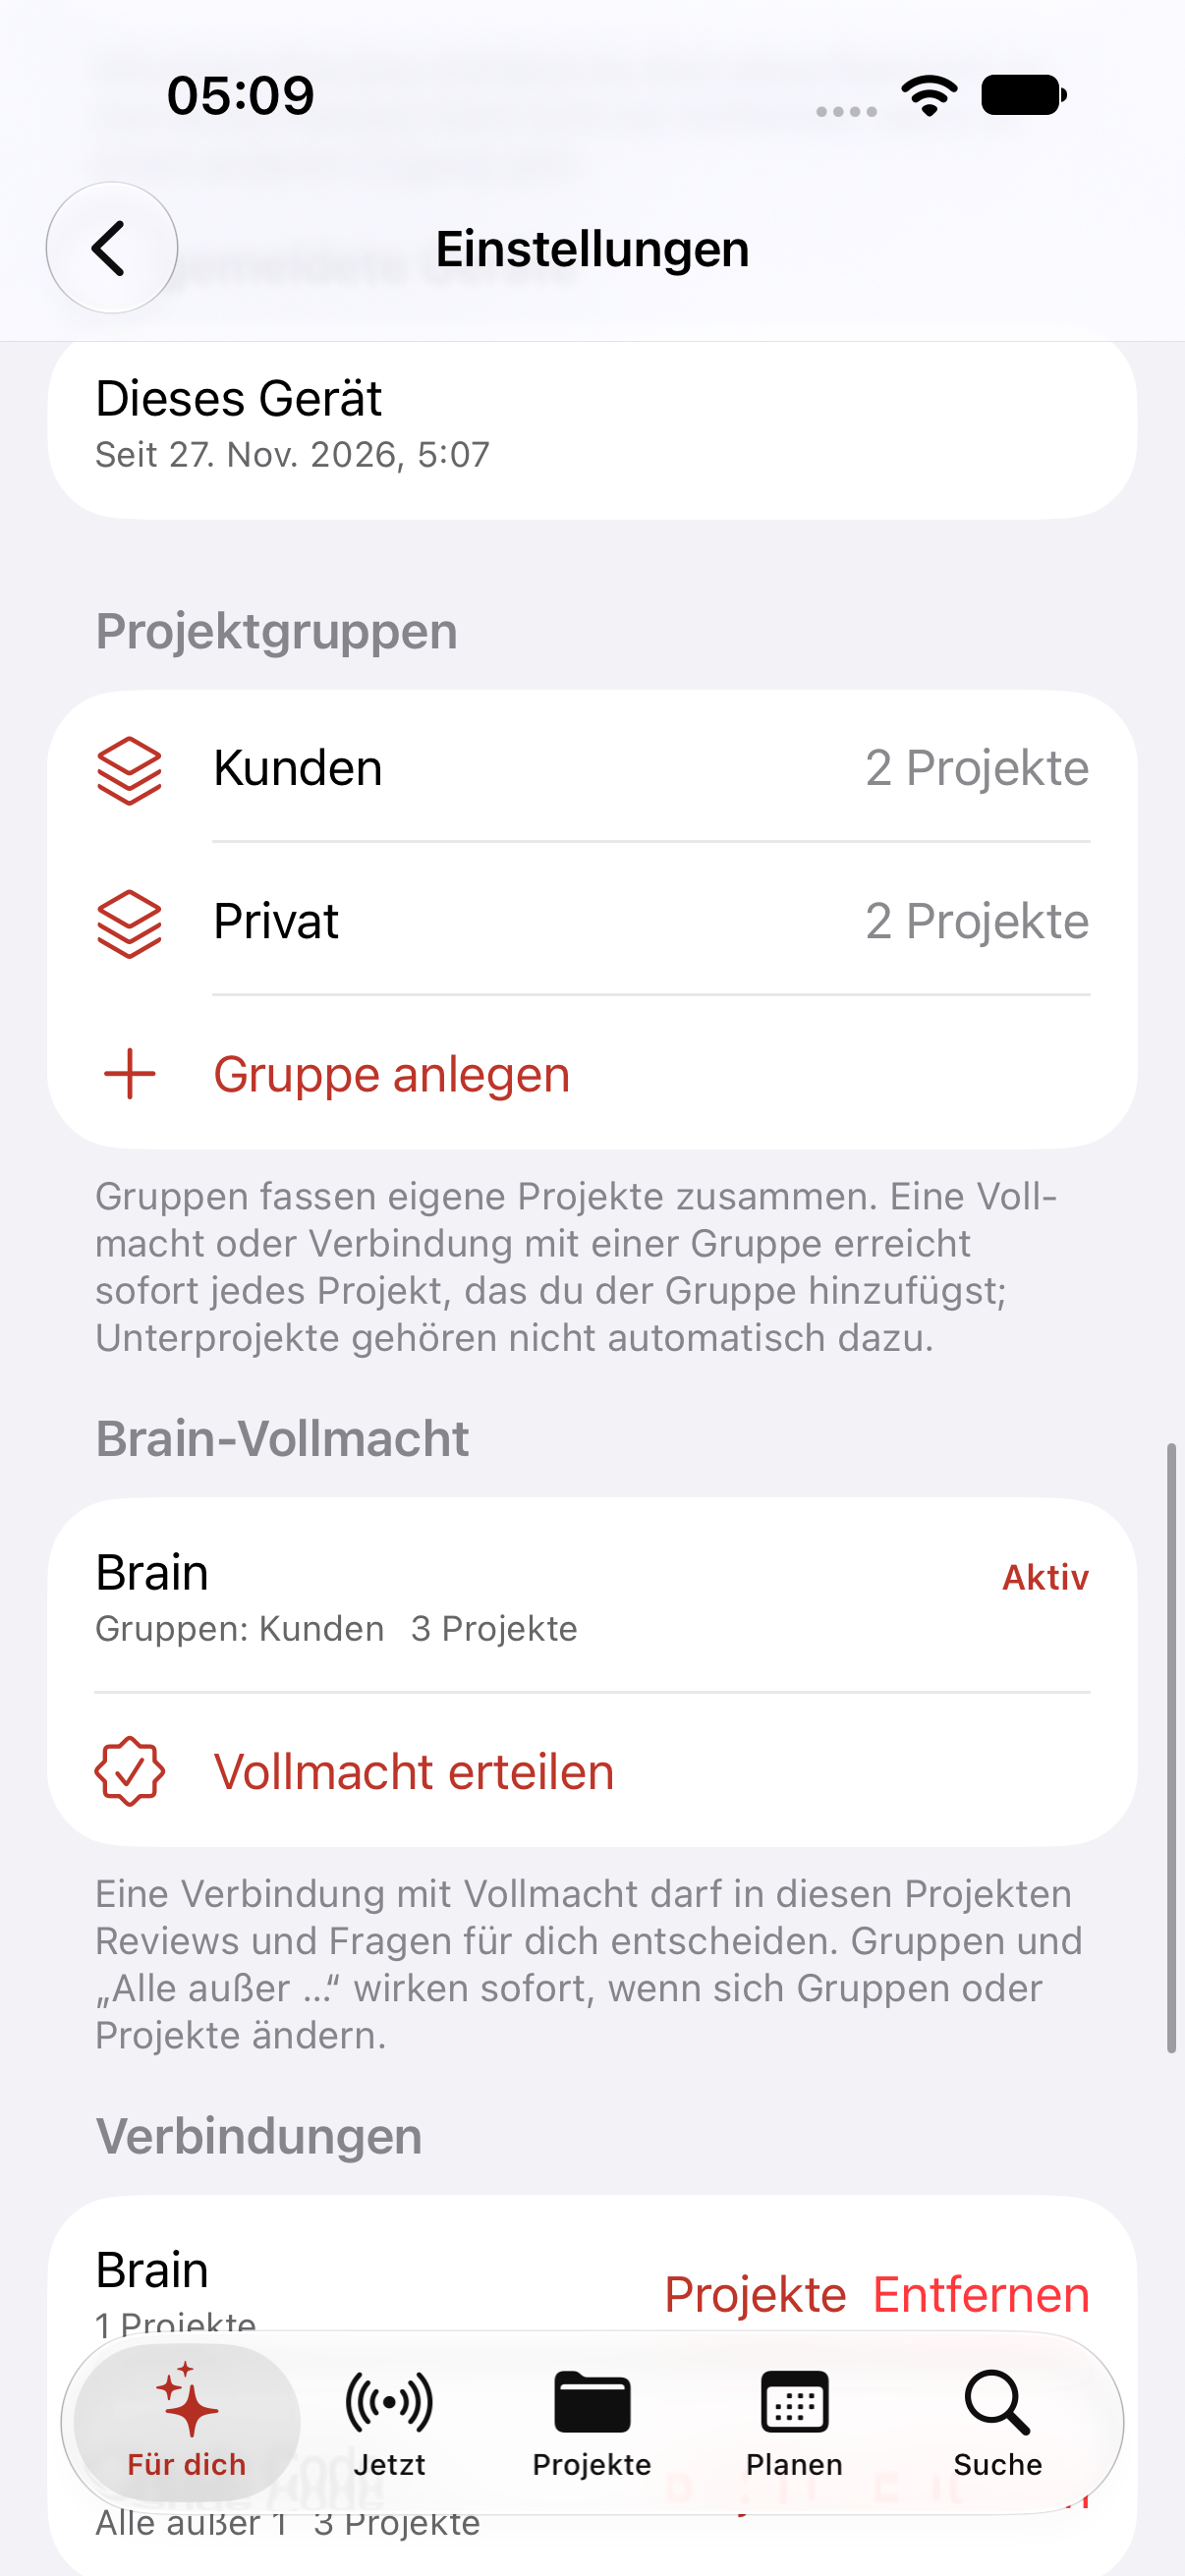 05:09
Einstellungen
Dieses Gerät
Seit 27. Nov. 2026, 5:07
Projektgruppen
Kunden 2 Projekte
Privat 2 Projekte
Gruppe anlegen
Gruppen fassen eigene Projekte zusammen. Eine Voll-
macht oder Verbindung mit einer Gruppe erreicht
sofort jedes Projekt, das du der Gruppe hinzufügst;
Unterprojekte gehören nicht automatisch dazu.
Brain-Vollmacht
Brain Aktiv
Gruppen: Kunden 3 Projekte
Vollmacht erteilen
Eine Verbindung mit Vollmacht darf in diesen Projekten
Reviews und Fragen für dich entscheiden. Gruppen und
„Alle außer …“ wirken sofort, wenn sich Gruppen oder
Projekte ändern.
Verbindungen
Brain Projekte Entfernen
1 Projekte
Für dich Jetzt Projekte Planen Suche
Alle außer 1 3 Projekte